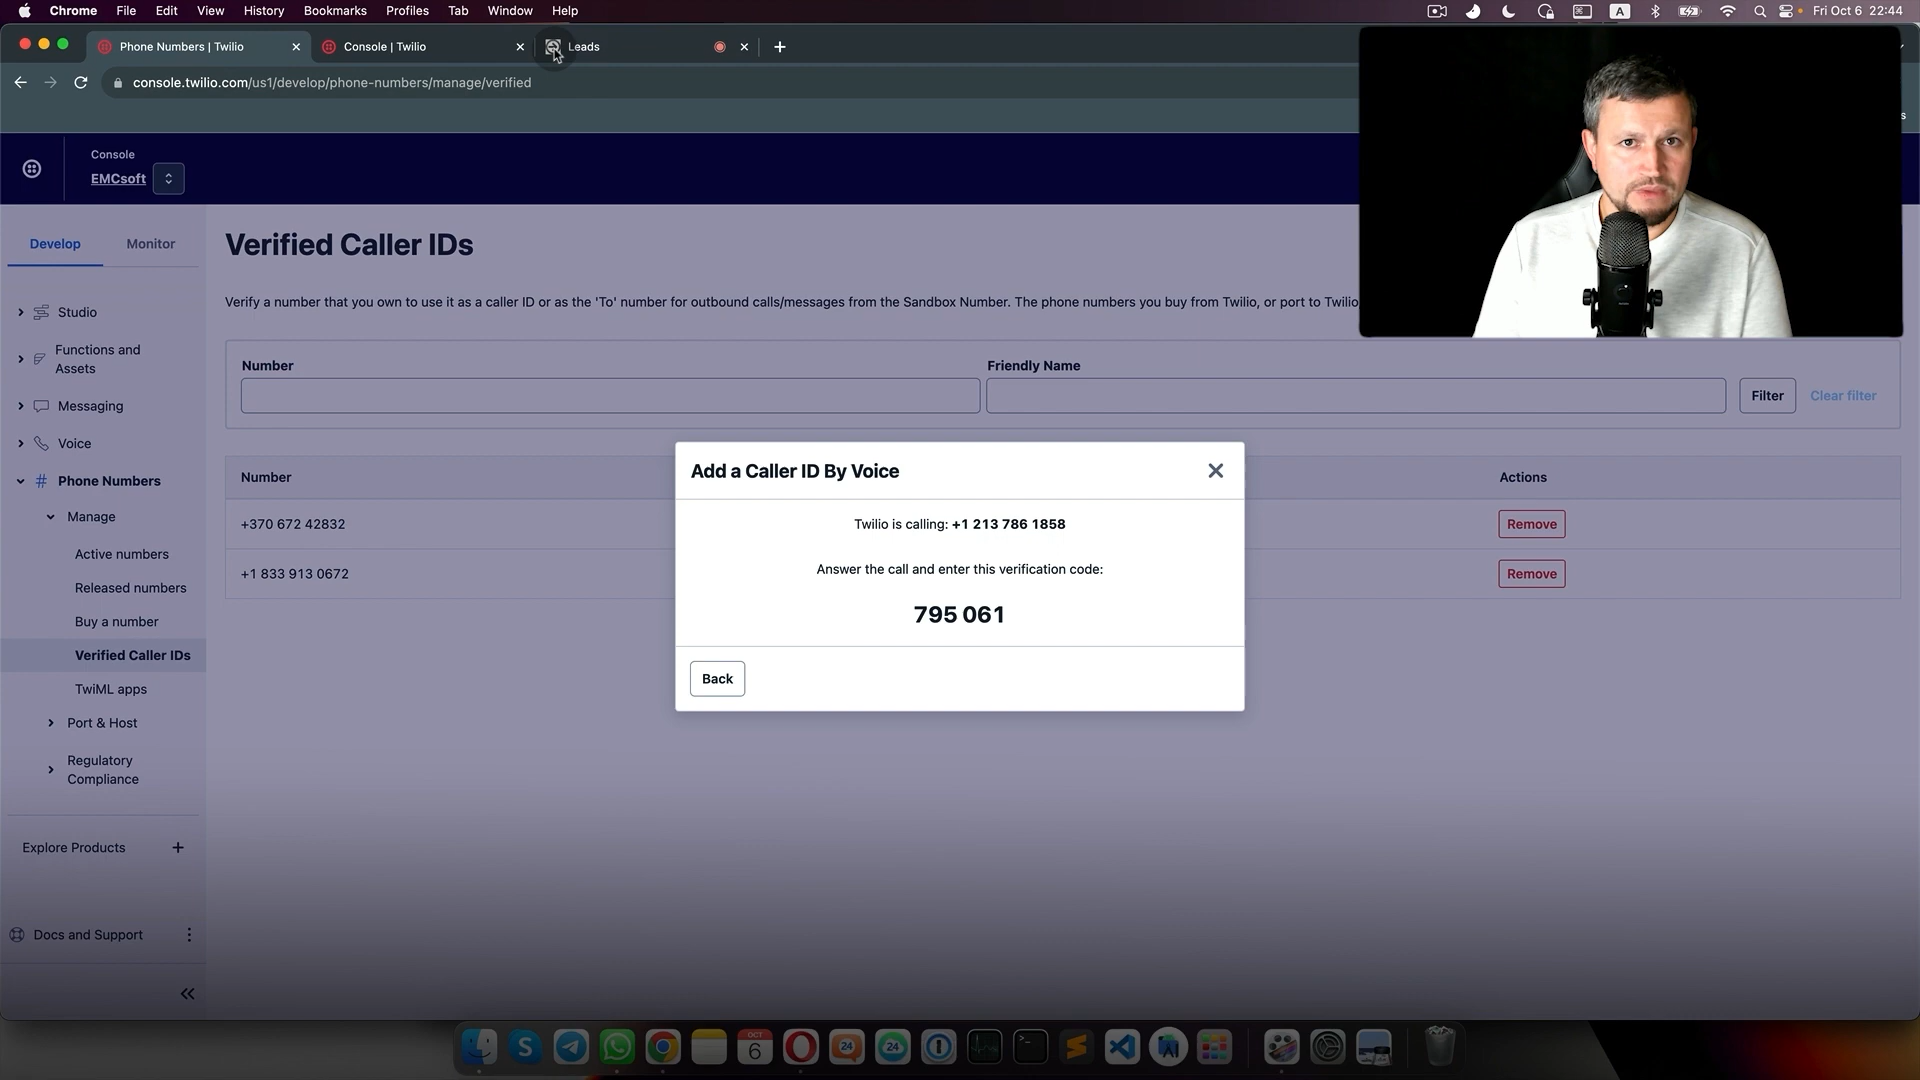 Chrome File Edit View History Bookmarks Profiles Tab Window Help
A Fri Oct 6 22:44
Phone Numbers | Twilio
Console | Twilio
Leads
console.twilio.com/us1/develop/phone-numbers/manage/verified
Console
EMCsoft
Develop
Monitor
Studio
Functions and
Assets
Messaging
Voice
# Phone Numbers
Manage
Active numbers
Released numbers
Buy a number
Verified Caller IDs
TwiML apps
Port & Host
Regulatory
Compliance
Explore Products +
Docs and Support
Verified Caller IDs
Verify a number that you own to use it as a caller ID or as the 'To' number for outbound calls/messages from the Sandbox Number. The phone numbers you buy from Twilio, or port to Twilio,
Number
Friendly Name
Filter
Clear filter
Number
Actions
+370 672 42832
Remove
+1 833 913 0672
Remove
Add a Caller ID By Voice
Twilio is calling: +1 213 786 1858
Answer the call and enter this verification code:
795 061
Back
OCT
6
24
24